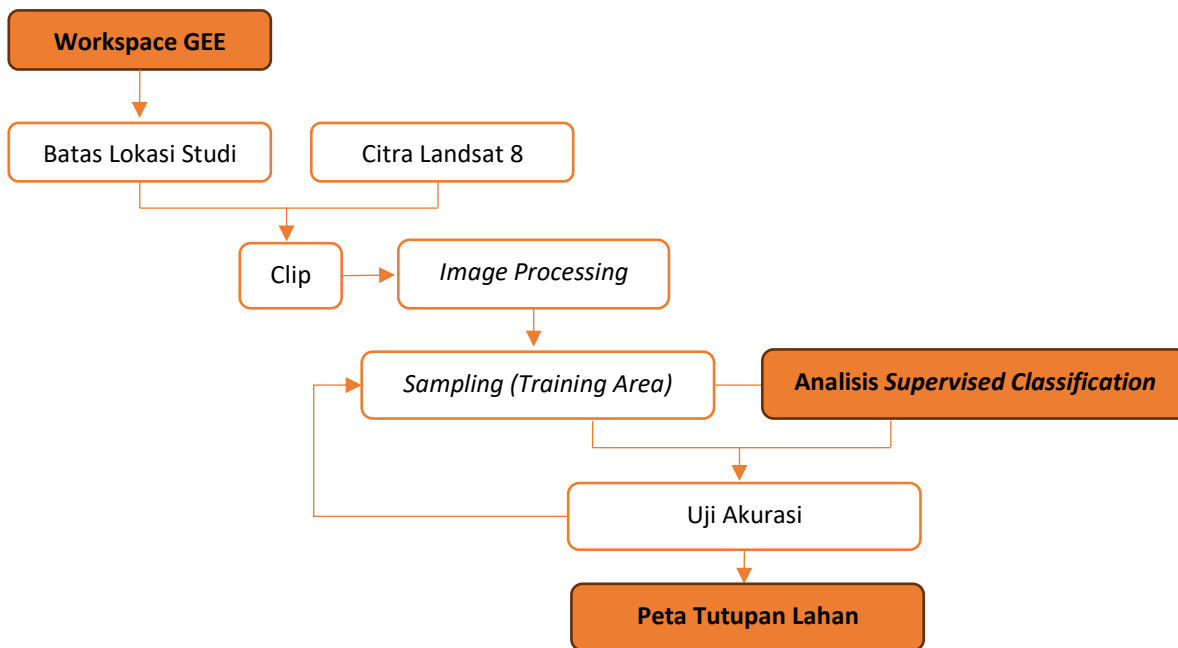 Workspace GEE
Batas Lokasi Studi
Citra Landsat 8
Clip
Image Processing
Sampling (Training Area)
Analisis Supervised Classification
Uji Akurasi
Peta Tutupan Lahan